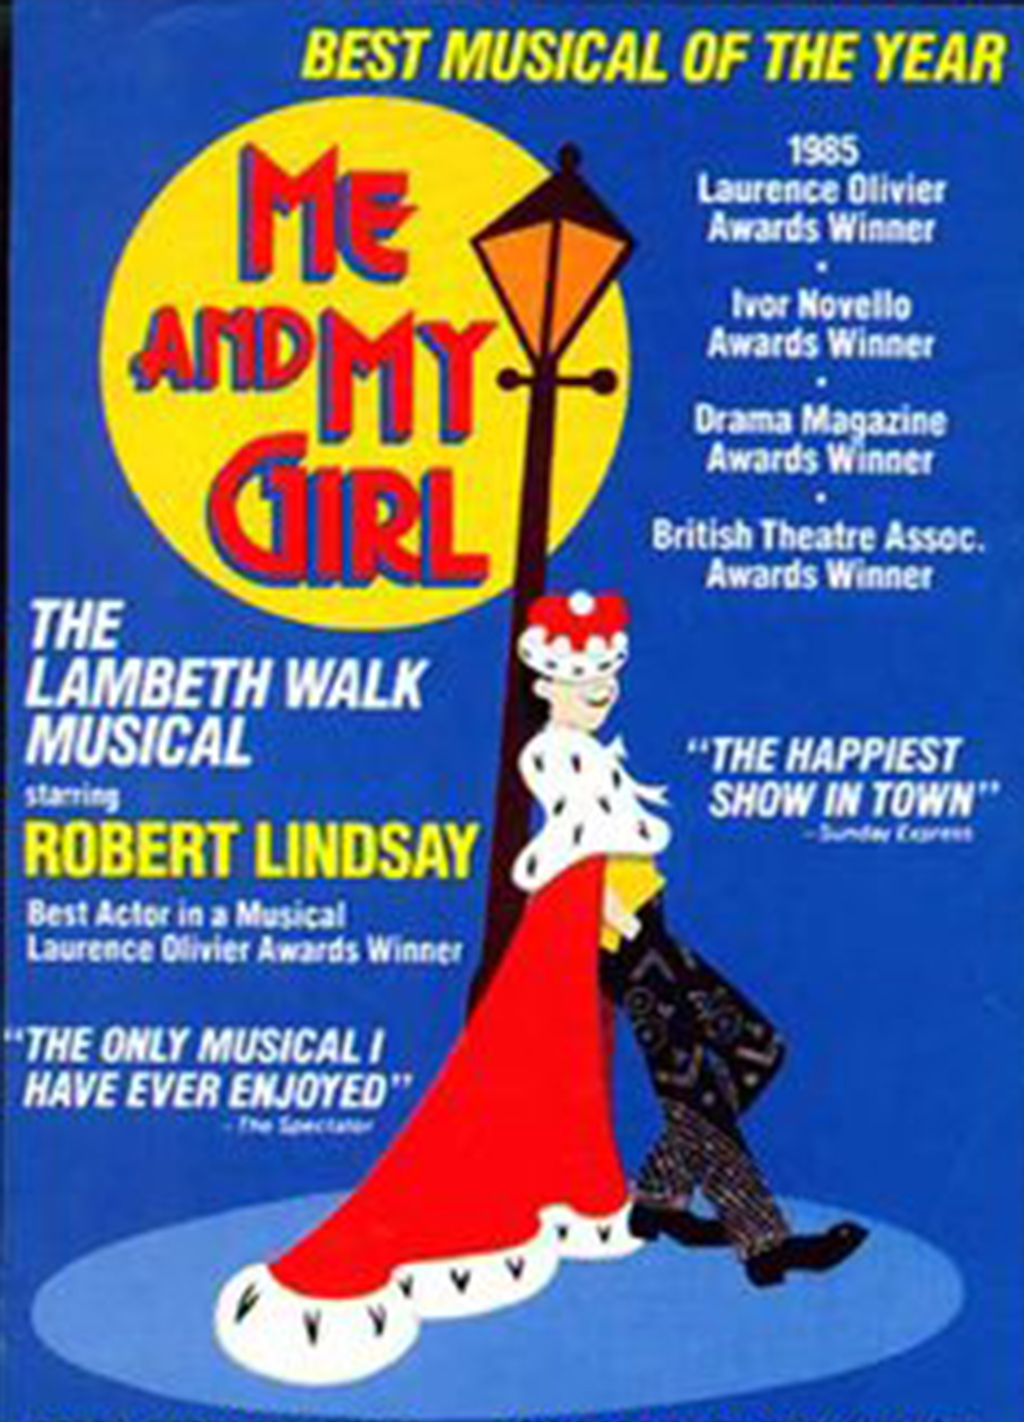 BEST MUSICAL OF THE YEAR
ME
AND MY
GIRL
1985
Laurence Olivier
Awards Winner
•
Ivor Novello
Awards Winner
•
Drama Magazine
Awards Winner
•
British Theatre Assoc.
Awards Winner
THE
LAMBETH WALK
MUSICAL
starring
ROBERT LINDSAY
Best Actor in a Musical
Laurence Olivier Awards Winner
“THE HAPPIEST
SHOW IN TOWN”
-Sunday Express
“THE ONLY MUSICAL I
HAVE EVER ENJOYED”
-The Spectator